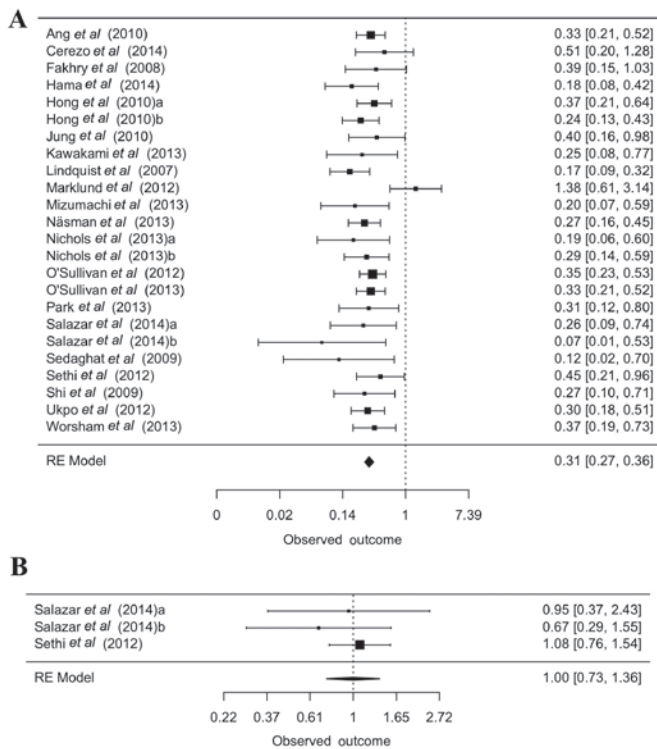 A
Ang et al (2010) 0.33 [0.21, 0.52]
Cerezo et al (2014) 0.51 [0.20, 1.28]
Fakhry et al (2008) 0.39 [0.15, 1.03]
Hama et al (2014) 0.18 [0.08, 0.42]
Hong et al (2010)a 0.37 [0.21, 0.64]
Hong et al (2010)b 0.24 [0.13, 0.43]
Jung et al (2010) 0.40 [0.16, 0.98]
Kawakami et al (2013) 0.25 [0.08, 0.77]
Lindquist et al (2007) 0.17 [0.09, 0.32]
Marklund et al (2012) 1.38 [0.61, 3.14]
Mizumachi et al (2013) 0.20 [0.07, 0.59]
Näsman et al (2013) 0.27 [0.16, 0.45]
Nichols et al (2013)a 0.19 [0.06, 0.60]
Nichols et al (2013)b 0.29 [0.14, 0.59]
O'Sullivan et al (2012) 0.35 [0.23, 0.53]
O'Sullivan et al (2013) 0.33 [0.21, 0.52]
Park et al (2013) 0.31 [0.12, 0.80]
Salazar et al (2014)a 0.26 [0.09, 0.74]
Salazar et al (2014)b 0.07 [0.01, 0.53]
Sedaghat et al (2009) 0.12 [0.02, 0.70]
Sethi et al (2012) 0.45 [0.21, 0.96]
Shi et al (2009) 0.27 [0.10, 0.71]
Ukpo et al (2012) 0.30 [0.18, 0.51]
Worsham et al (2013) 0.37 [0.19, 0.73]
RE Model 0.31 [0.27, 0.36]
0 0.02 0.14 1 7.39
Observed outcome
B
Salazar et al (2014)a 0.95 [0.37, 2.43]
Salazar et al (2014)b 0.67 [0.29, 1.55]
Sethi et al (2012) 1.08 [0.76, 1.54]
RE Model 1.00 [0.73, 1.36]
0.22 0.37 0.61 1 1.65 2.72
Observed outcome